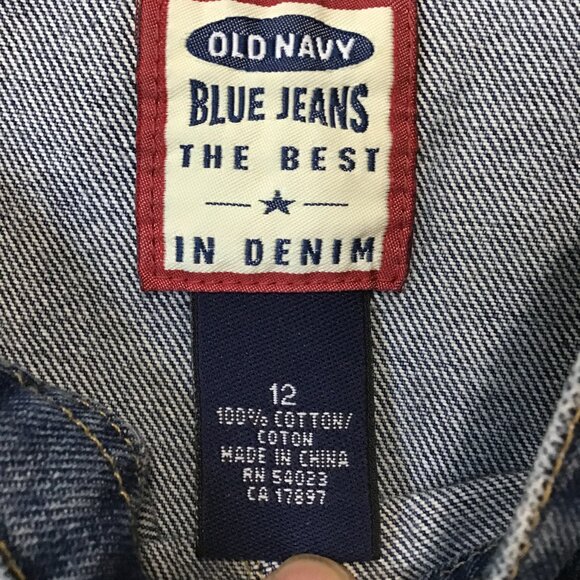 OLD NAVY
BLUE JEANS
THE BEST
IN DENIM
12
100% COTTON/
COTON
MADE IN CHINA
RN 54023
CA 17897